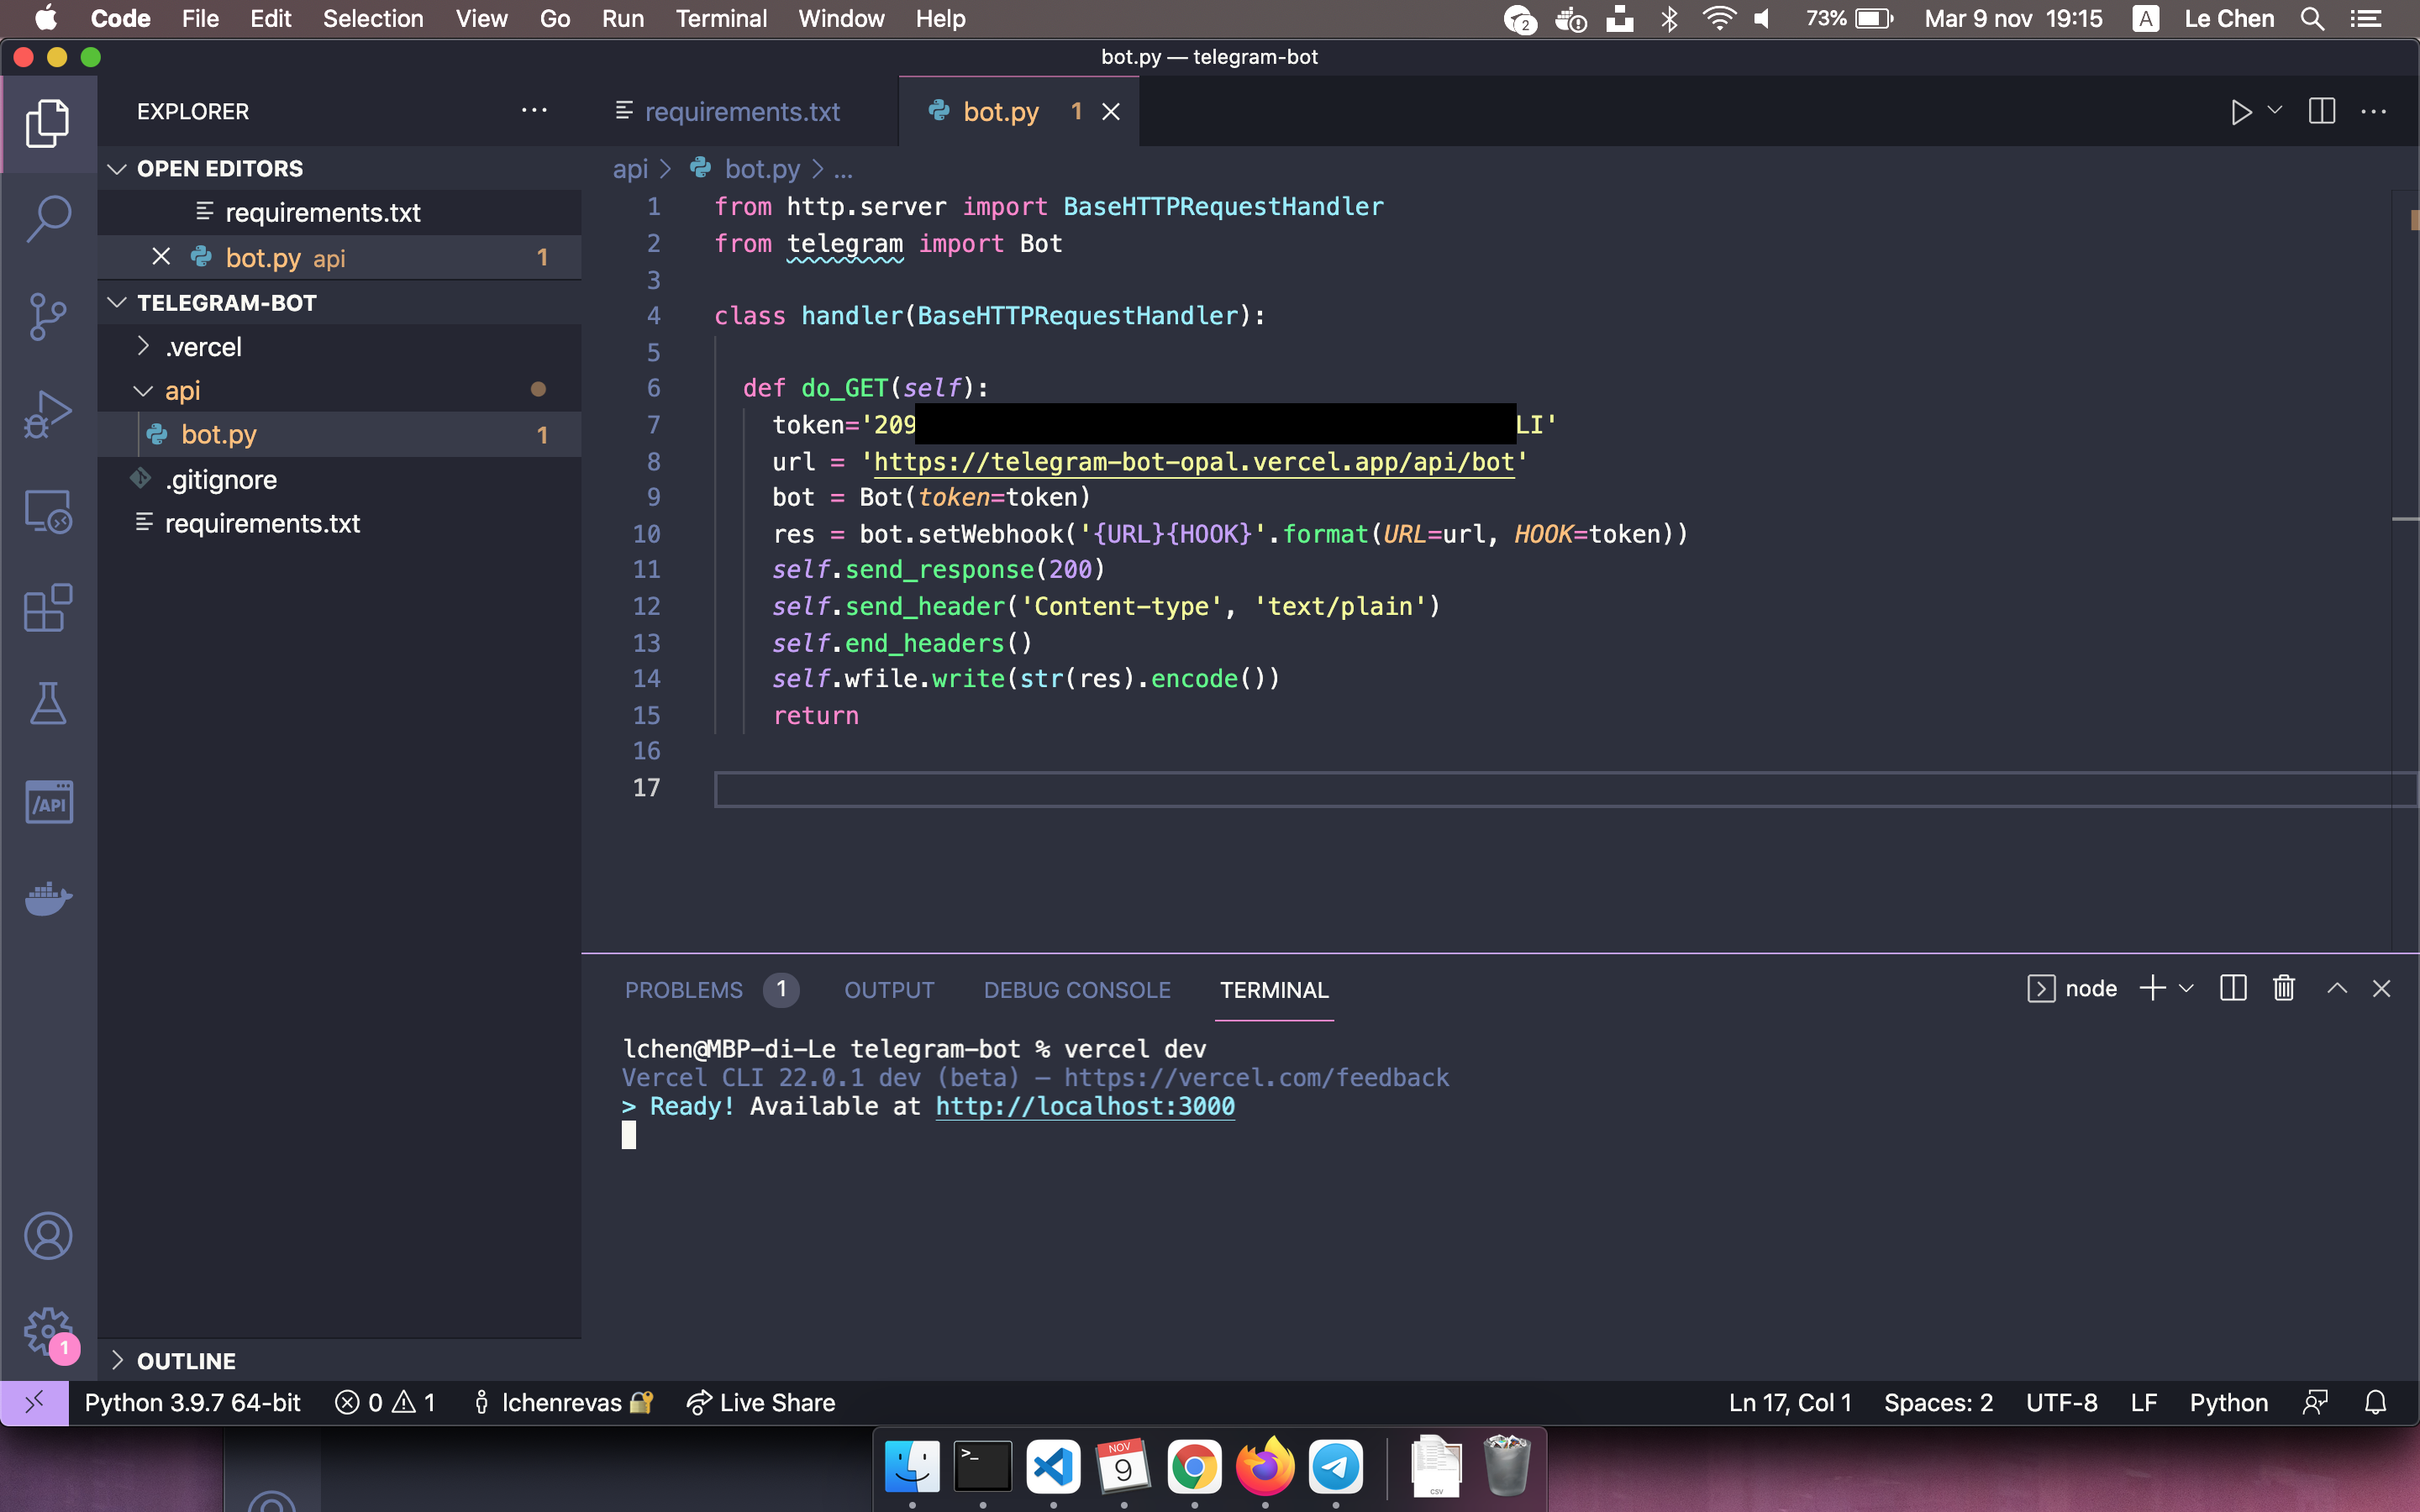 Code File Edit Selection View Go Run Terminal Window Help 2 73% Mar 9 nov 19:15 A Le Chen
bot.py — telegram-bot
EXPLORER
OPEN EDITORS
requirements.txt
bot.py api 1
TELEGRAM-BOT
.vercel
api
bot.py 1
.gitignore
requirements.txt
OUTLINE
/API
1
requirements.txt bot.py 1
api > bot.py > ...
1 from http.server import BaseHTTPRequestHandler
2 from telegram import Bot
3
4 class handler(BaseHTTPRequestHandler):
5
6 def do_GET(self):
7 token='209 LI'
8 url = 'https://telegram-bot-opal.vercel.app/api/bot'
9 bot = Bot(token=token)
10 res = bot.setWebhook('{URL}{HOOK}'.format(URL=url, HOOK=token))
11 self.send_response(200)
12 self.send_header('Content-type', 'text/plain')
13 self.end_headers()
14 self.wfile.write(str(res).encode())
15 return
16
17
PROBLEMS 1 OUTPUT DEBUG CONSOLE TERMINAL node
lchen@MBP-di-Le telegram-bot % vercel dev
Vercel CLI 22.0.1 dev (beta) — https://vercel.com/feedback
> Ready! Available at http://localhost:3000
Python 3.9.7 64-bit 0 1 lchenrevas Live Share Ln 17, Col 1 Spaces: 2 UTF-8 LF Python
>_
NOV
9
CSV